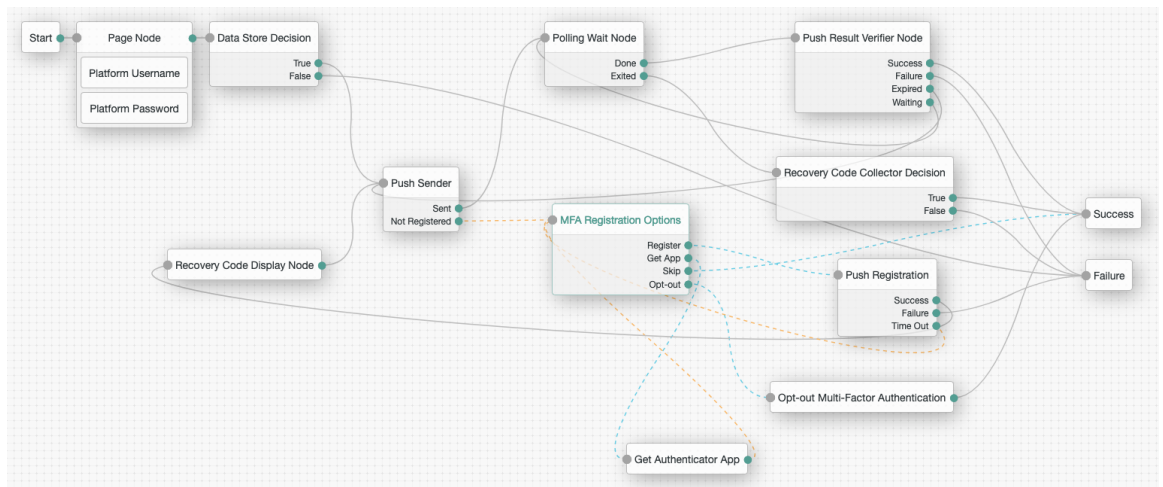 Start
Page Node
Platform Username
Platform Password
Data Store Decision
True
False
Polling Wait Node
Done
Exited
Push Result Verifier Node
Success
Failure
Expired
Waiting
Push Sender
Sent
Not Registered
Recovery Code Collector Decision
True
False
MFA Registration Options
Register
Get App
Skip
Opt-out
Success
Failure
Recovery Code Display Node
Push Registration
Success
Failure
Time Out
Opt-out Multi-Factor Authentication
Get Authenticator App